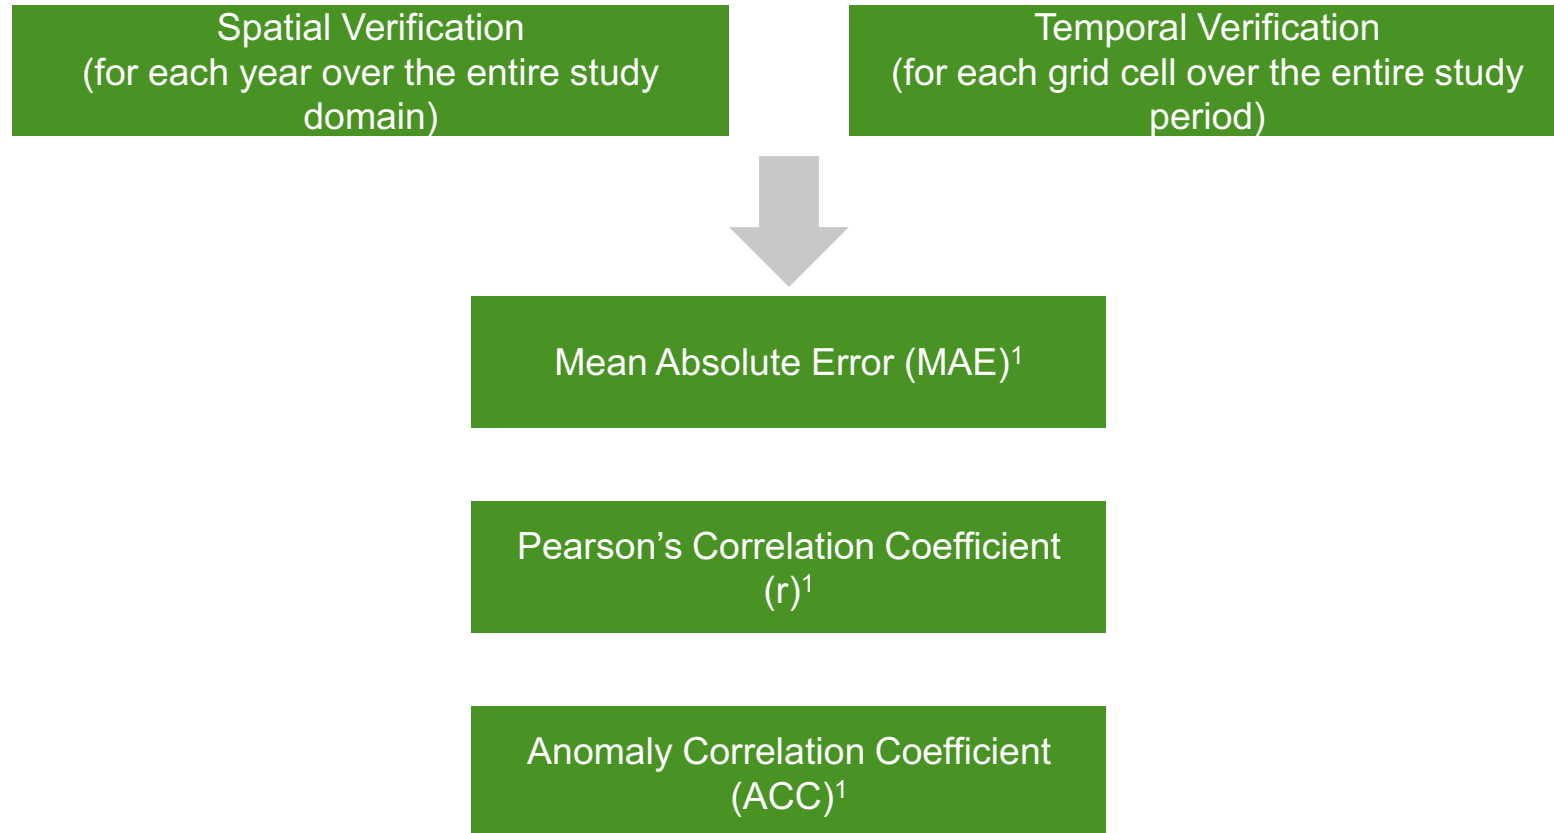 Spatial Verification
(for each year over the entire study
domain)
Temporal Verification
(for each grid cell over the entire study
period)
Mean Absolute Error (MAE)¹
Pearson’s Correlation Coefficient
(r)¹
Anomaly Correlation Coefficient
(ACC)¹